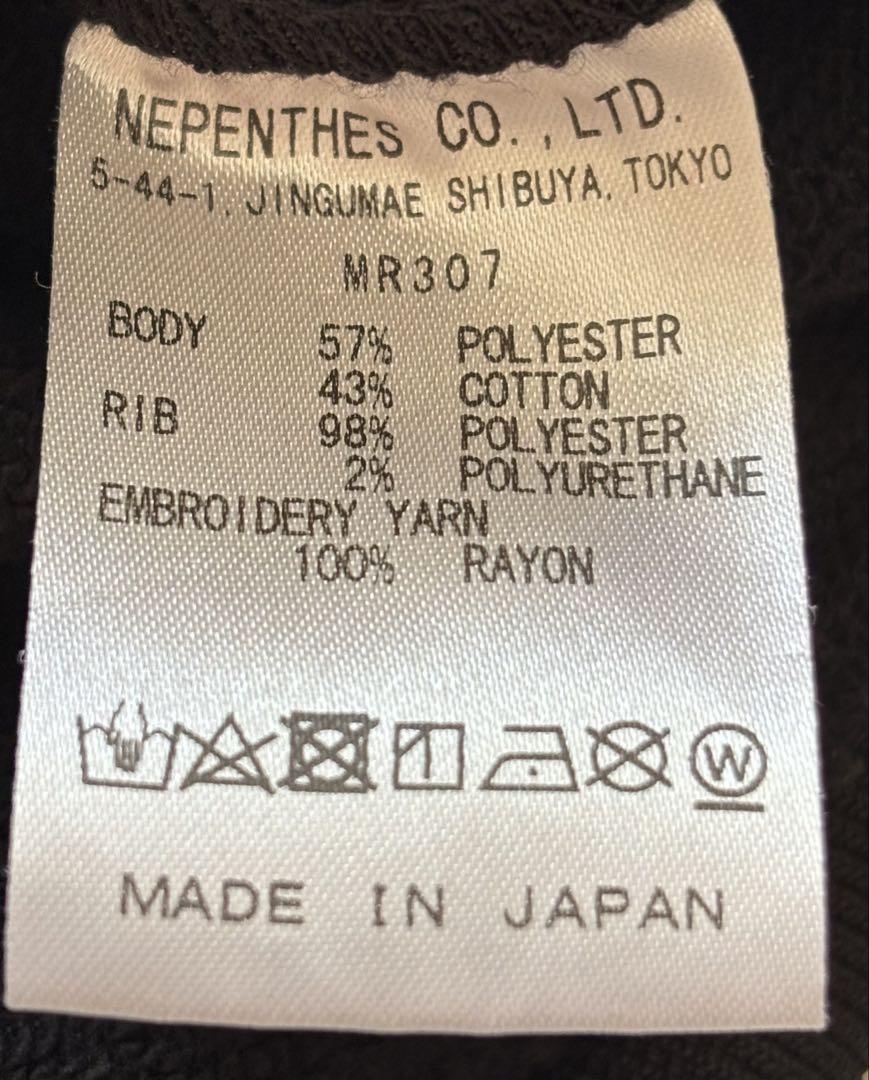 NEPENTHES CO., LTD.
5-44-1, JINGUMAE SHIBUYA, TOKYO
MR307
BODY 57% POLYESTER
43% COTTON
RIB 98% POLYESTER
2% POLYURETHANE
EMBROIDERY YARN
100% RAYON
W
MADE IN JAPAN